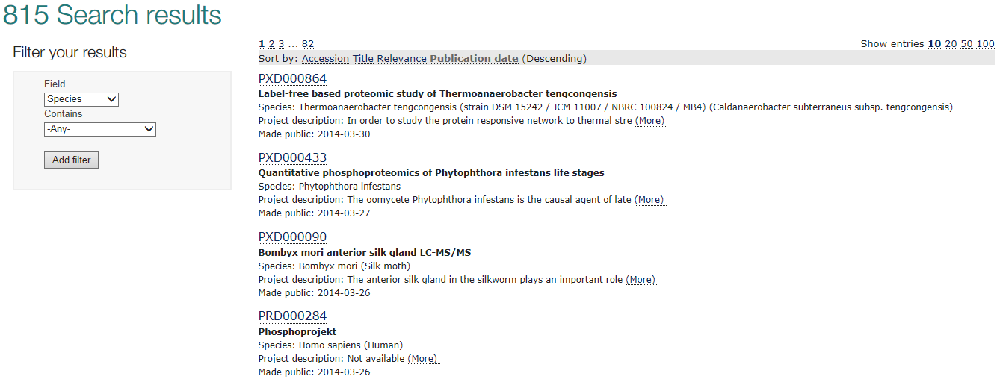 815 Search results
Filter your results
Field
Species
Contains
-Any-
Add filter
1 2 3 ... 82
Show entries 10 20 50 100
Sort by: Accession Title Relevance Publication date (Descending)
PXD000864
Label-free based proteomic study of Thermoanaerobacter tengcongensis
Species: Thermoanaerobacter tengcongensis (strain DSM 15242 / JCM 11007 / NBRC 100824 / MB4) (Caldanaerobacter subterraneus subsp. tengcongensis)
Project description: In order to study the protein responsive network to thermal stre (More)
Made public: 2014-03-30
PXD000433
Quantitative phosphoproteomics of Phytophthora infestans life stages
Species: Phytophthora infestans
Project description: The oomycete Phytophthora infestans is the causal agent of late (More)
Made public: 2014-03-27
PXD000090
Bombyx mori anterior silk gland LC-MS/MS
Species: Bombyx mori (Silk moth)
Project description: The anterior silk gland in the silkworm plays an important role (More)
Made public: 2014-03-26
PRD000284
Phosphoprojekt
Species: Homo sapiens (Human)
Project description: Not available (More)
Made public: 2014-03-26